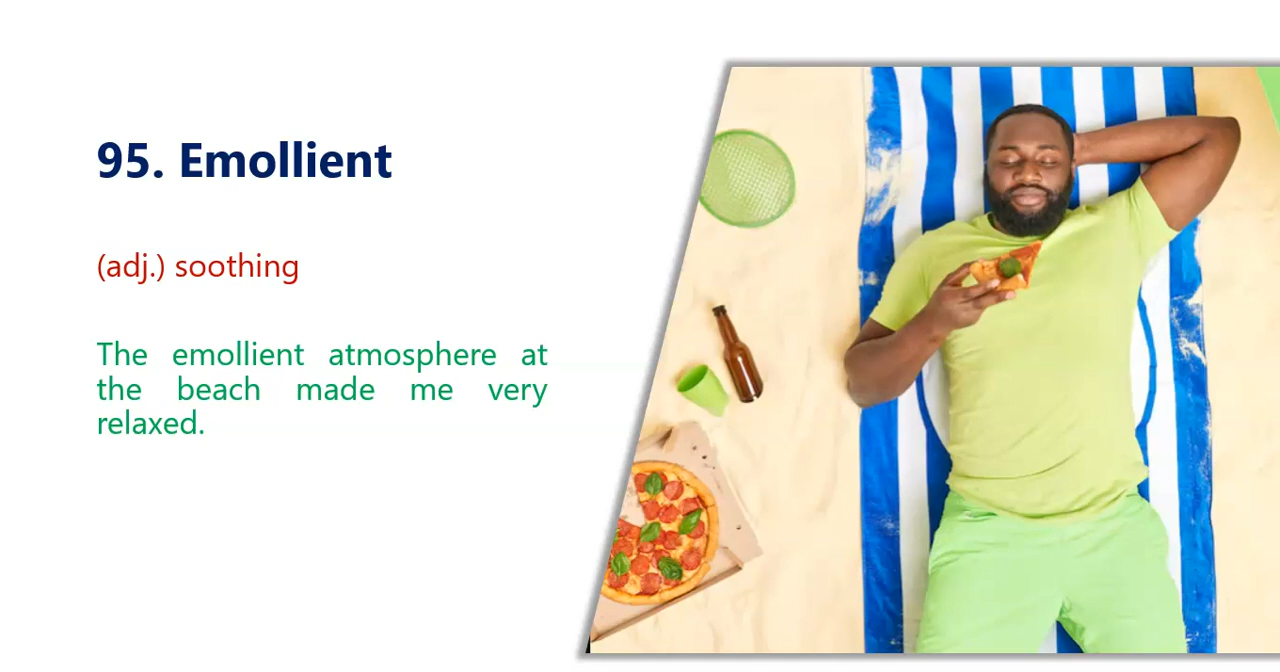 95. Emollient
(adj.) soothing
The emollient atmosphere at
the beach made me very
relaxed.